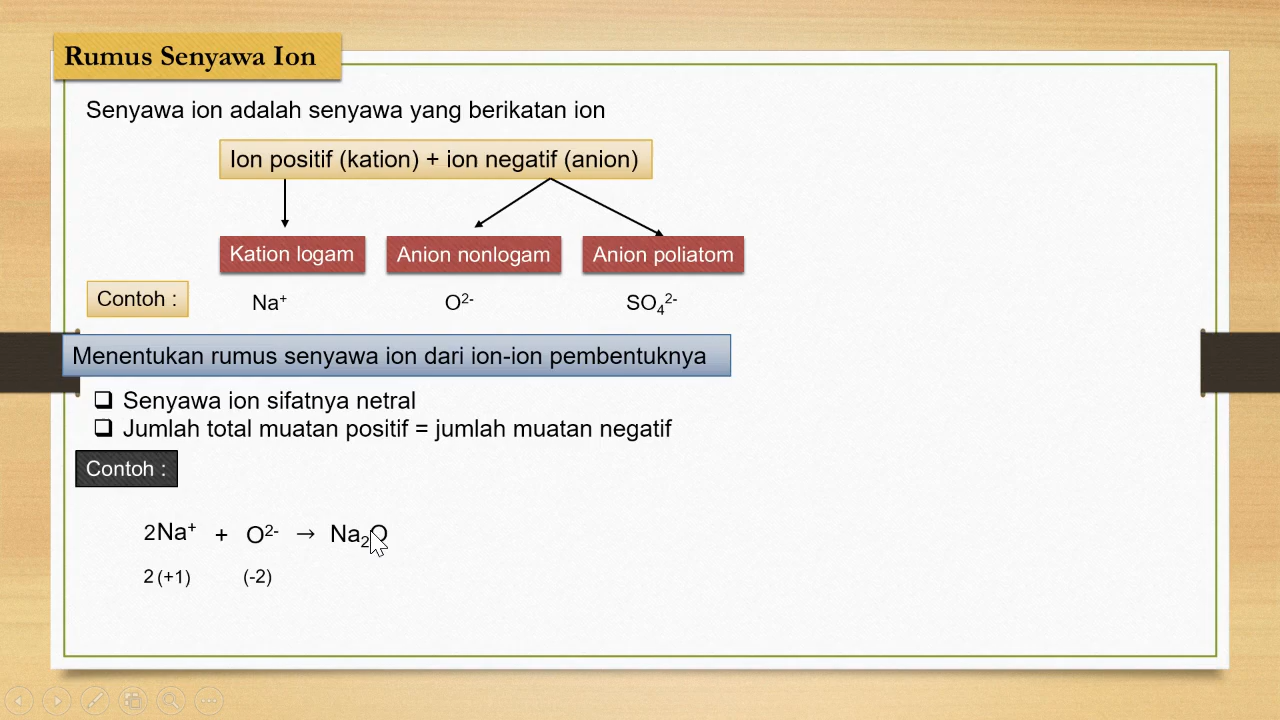 Rumus Senyawa Ion
Senyawa ion adalah senyawa yang berikatan ion
Ion positif (kation) + ion negatif (anion)
Kation logam Anion nonlogam Anion poliatom
Contoh : Na⁺ O²⁻ SO₄²⁻
Menentukan rumus senyawa ion dari ion-ion pembentuknya
❑ Senyawa ion sifatnya netral
❑ Jumlah total muatan positif = jumlah muatan negatif
Contoh :
2Na⁺ + O²⁻ → Na₂O
2 (+1) (-2)